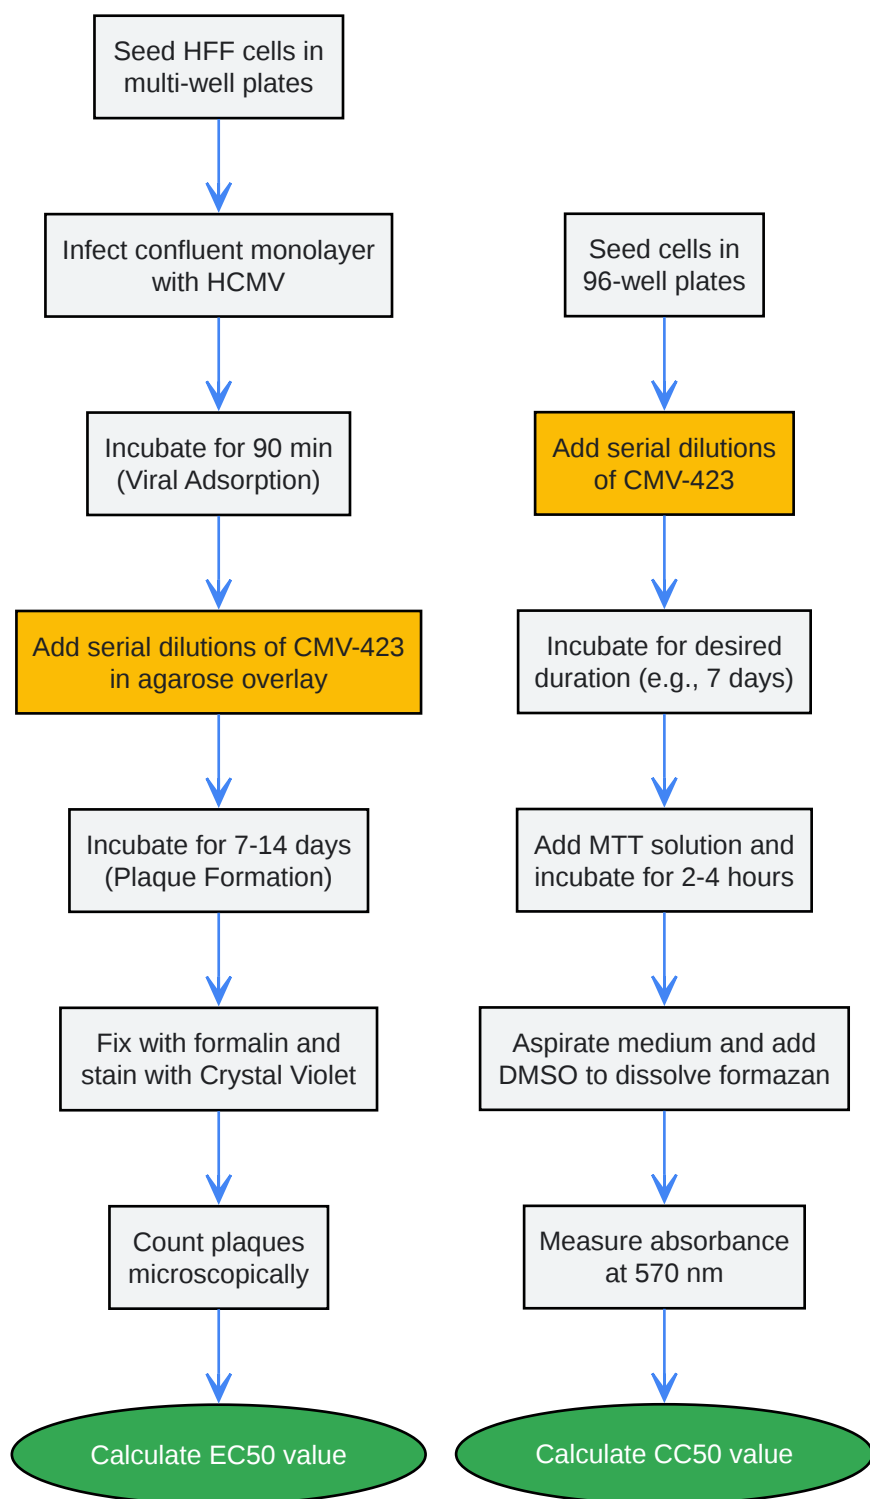 Seed HFF cells in
multi-well plates
Infect confluent monolayer
with HCMV
Incubate for 90 min
(Viral Adsorption)
Add serial dilutions of CMV-423
in agarose overlay
Incubate for 7-14 days
(Plaque Formation)
Fix with formalin and
stain with Crystal Violet
Count plaques
microscopically
Calculate EC50 value
Seed cells in
96-well plates
Add serial dilutions
of CMV-423
Incubate for desired
duration (e.g., 7 days)
Add MTT solution and
incubate for 2-4 hours
Aspirate medium and add
DMSO to dissolve formazan
Measure absorbance
at 570 nm
Calculate CC50 value